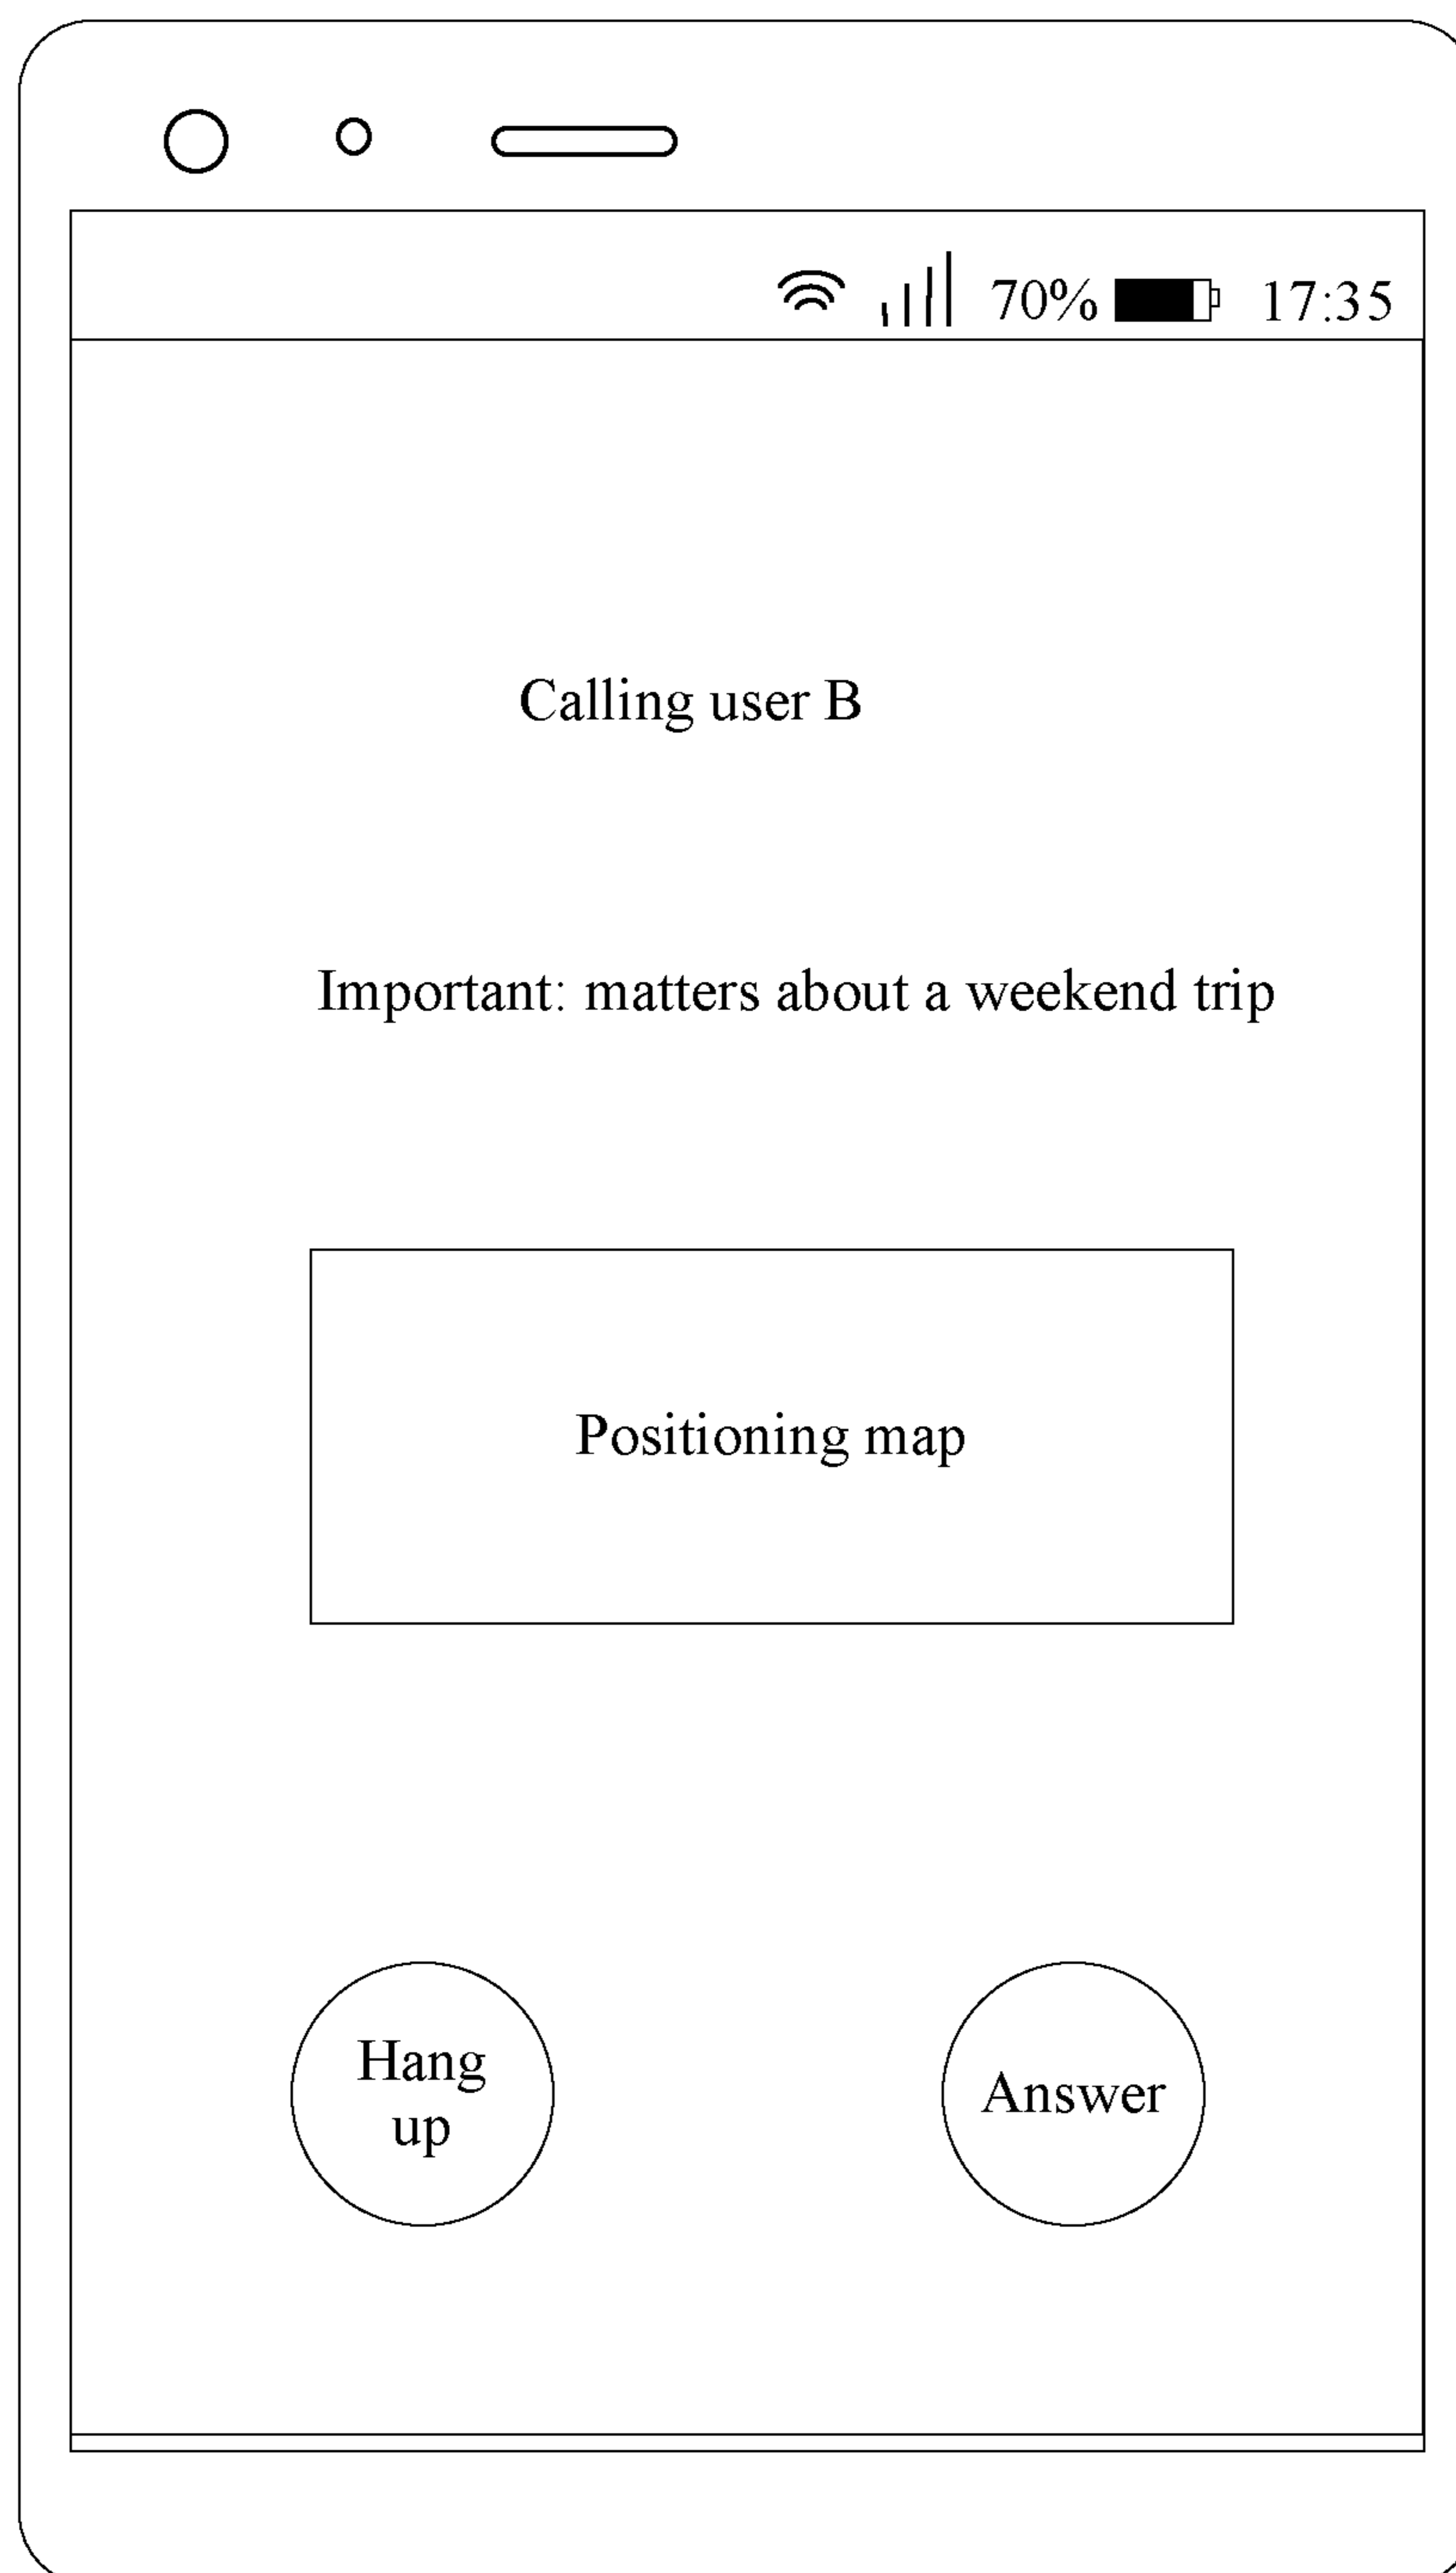 70% 17:35
Calling user B
Important: matters about a weekend trip
Positioning map
Hang
up
Answer